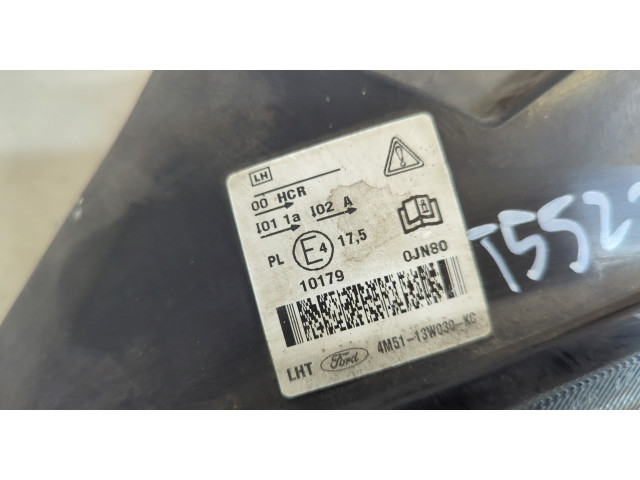 LH
00 HCR
I01 1a I02 A
PL E4 17,5
10179 0JN80
LHT Ford 4M51-13W030-KC
T552